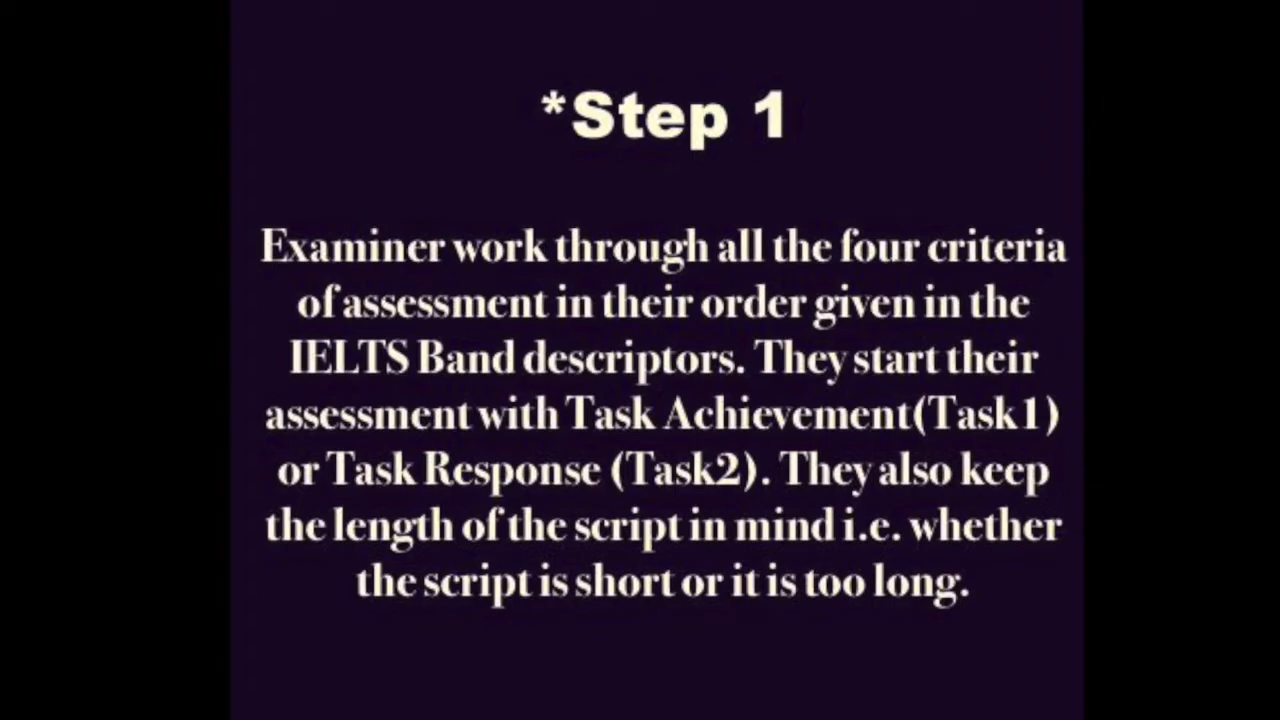 *Step 1
Examiner work through all the four criteria
of assessment in their order given in the
IELTS Band descriptors. They start their
assessment with Task Achievement(Task1)
or Task Response (Task2). They also keep
the length of the script in mind i.e. whether
the script is short or it is too long.